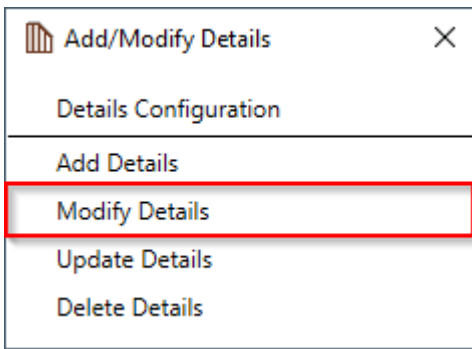 Add/Modify Details
Details Configuration
Add Details
Modify Details
Update Details
Delete Details